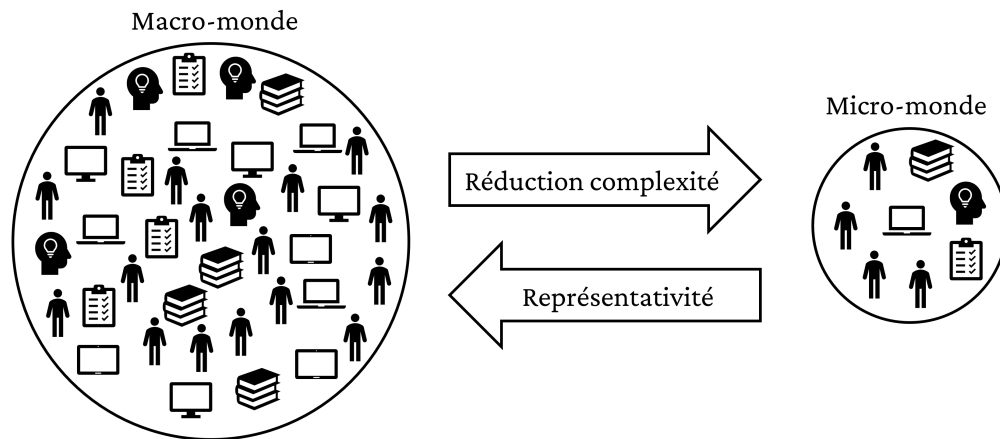 Macro-monde
Micro-monde
Réduction complexité
Représentativité